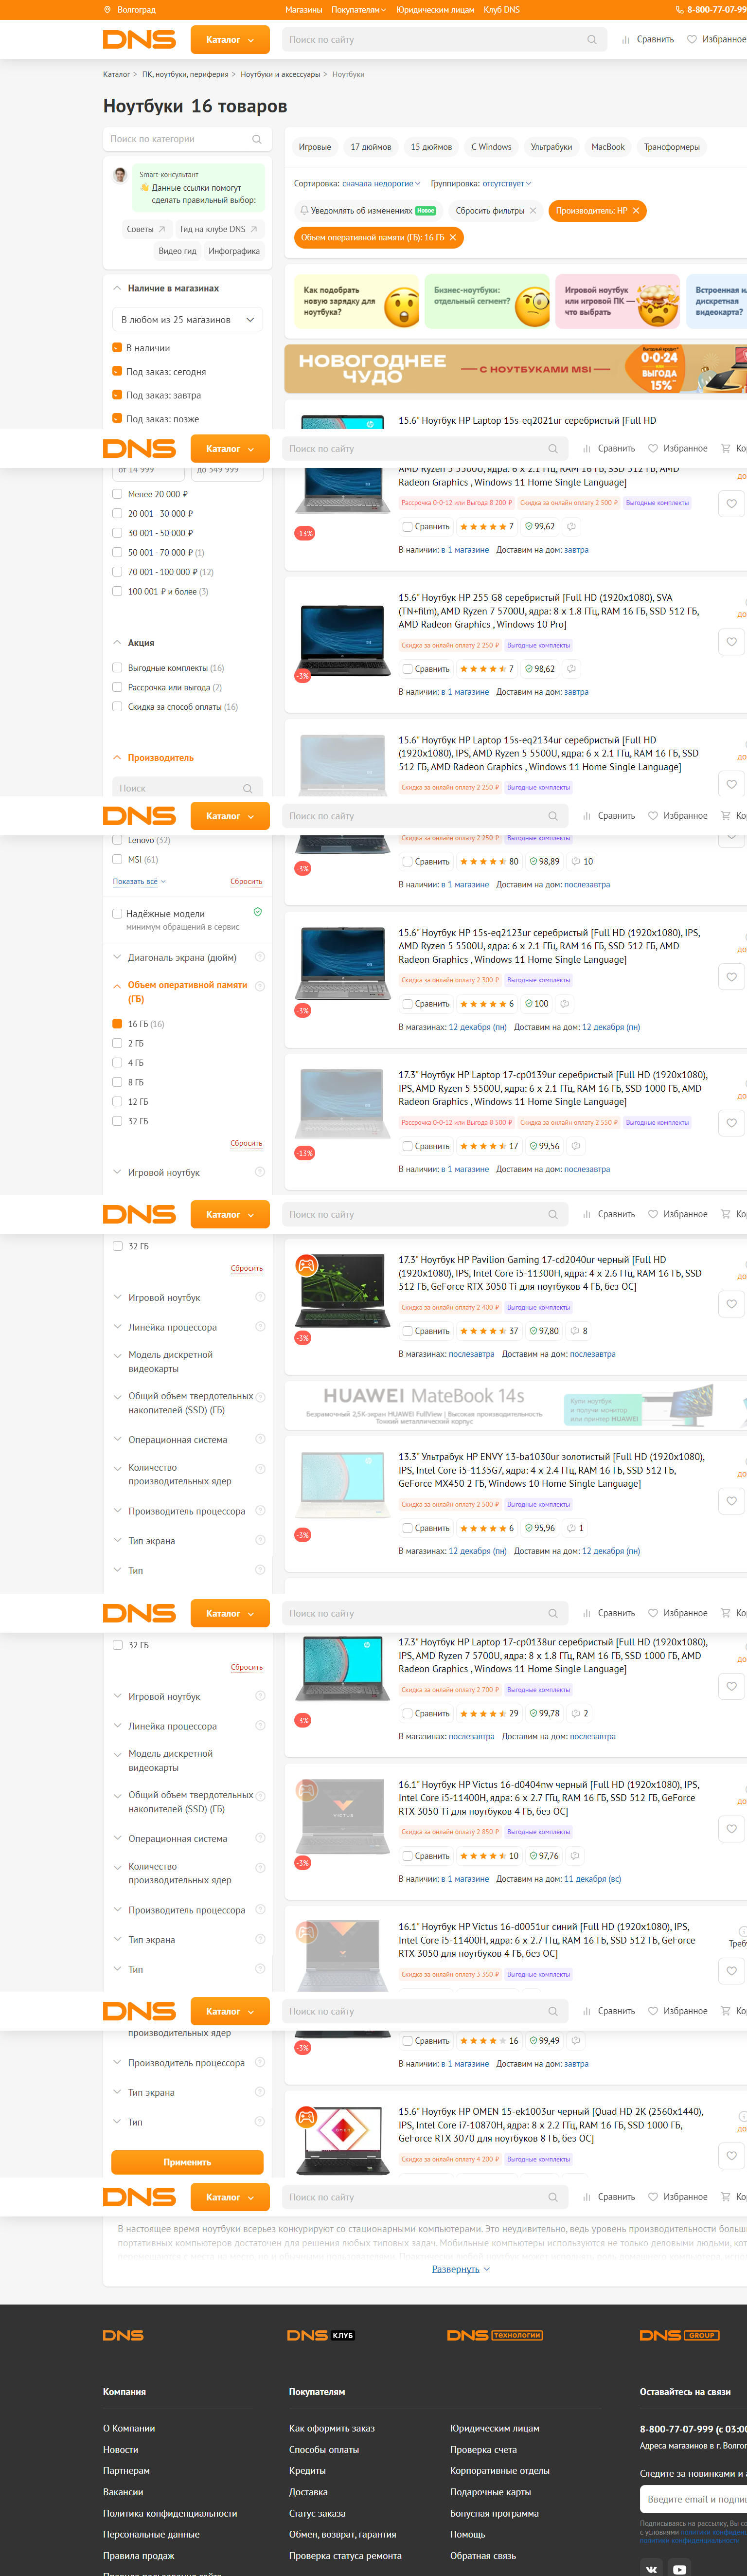 Волгоград
Магазины Покупателям Юридическим лицам Клуб DNS
8-800-77-07-99
DNS Каталог Поиск по сайту Сравнить Избранное
Каталог > ПК, ноутбуки, периферия > Ноутбуки и аксессуары > Ноутбуки
Ноутбуки 16 товаров
Поиск по категории
Smart-консультант
Данные ссылки помогут
сделать правильный выбор:
Советы Гид на клубе DNS
Видео гид Инфографика
Наличие в магазинах
В любом из 25 магазинов
В наличии
Под заказ: сегодня
Под заказ: завтра
Под заказ: позже
Игровые 17 дюймов 15 дюймов С Windows Ультрабуки MacBook Трансформеры
Сортировка: сначала недорогие Группировка: отсутствует
Уведомлять об изменениях Новое Сбросить фильтры Производитель: HP
Объем оперативной памяти (ГБ): 16 ГБ
Как подобрать
новую зарядку для
ноутбука?
Бизнес-ноутбуки:
отдельный сегмент?
Игровой ноутбук
или игровой ПК —
что выбрать
Встроенная и
дискретная
видеокарта?
НОВОГОДНЕЕ
ЧУДО
— С НОУТБУКАМИ MSI —
0-0-24
ВЫГОДА
15%
15.6" Ноутбук HP Laptop 15s-eq2021ur серебристый [Full HD
DNS Каталог Поиск по сайту Сравнить Избранное Кор
от 14 999 до 349 999
Менее 20 000 ₽
20 001 - 30 000 ₽
30 001 - 50 000 ₽
50 001 - 70 000 ₽ (1)
70 001 - 100 000 ₽ (12)
100 001 ₽ и более (3)
Акция
Выгодные комплекты (16)
Рассрочка или выгода (2)
Скидка за способ оплаты (16)
Производитель
Поиск
AMD Ryzen 5 5500U, ядра: 6 x 2.1 ГГц, RAM 16 ГБ, SSD 512 ГБ, AMD
Radeon Graphics , Windows 11 Home Single Language]
Рассрочка 0-0-12 или Выгода 8 200 ₽ Скидка за онлайн оплату 2 300 ₽ Выгодные комплекты
-13%
Сравнить 7 99,62
В наличии: в 1 магазине Доставим на дом: завтра
15.6" Ноутбук HP 255 G8 серебристый [Full HD (1920x1080), SVA
(TN+film), AMD Ryzen 7 5700U, ядра: 8 x 1.8 ГГц, RAM 16 ГБ, SSD 512 ГБ,
AMD Radeon Graphics , Windows 10 Pro]
Скидка за онлайн оплату 2 250 ₽ Выгодные комплекты
-3%
Сравнить 7 98,62
В наличии: в 1 магазине Доставим на дом: завтра
15.6" Ноутбук HP Laptop 15s-eq2134ur серебристый [Full HD
(1920x1080), IPS, AMD Ryzen 5 5500U, ядра: 6 x 2.1 ГГц, RAM 16 ГБ, SSD
512 ГБ, AMD Radeon Graphics , Windows 11 Home Single Language]
Скидка за онлайн оплату 2 250 ₽ Выгодные комплекты
DNS Каталог Поиск по сайту Сравнить Избранное Кор
Lenovo (32)
MSI (61)
Показать всё Сбросить
Надёжные модели
минимум обращений в сервис
Диагональ экрана (дюйм)
Объем оперативной памяти
(ГБ)
16 ГБ (16)
2 ГБ
4 ГБ
8 ГБ
12 ГБ
32 ГБ
Сбросить
Игровой ноутбук
Скидка за онлайн оплату 2 250 ₽ Выгодные комплекты
-3%
Сравнить 80 98,89 10
В наличии: в 1 магазине Доставим на дом: послезавтра
15.6" Ноутбук HP 15s-eq2123ur серебристый [Full HD (1920x1080), IPS,
AMD Ryzen 5 5500U, ядра: 6 x 2.1 ГГц, RAM 16 ГБ, SSD 512 ГБ, AMD
Radeon Graphics , Windows 11 Home Single Language]
Скидка за онлайн оплату 2 300 ₽ Выгодные комплекты
-3%
Сравнить 6 100
В магазинах: 12 декабря (пн) Доставим на дом: 12 декабря (пн)
17.3" Ноутбук HP Laptop 17-cp0139ur серебристый [Full HD (1920x1080),
IPS, AMD Ryzen 5 5500U, ядра: 6 x 2.1 ГГц, RAM 16 ГБ, SSD 1000 ГБ, AMD
Radeon Graphics , Windows 11 Home Single Language]
Рассрочка 0-0-12 или Выгода 8 500 ₽ Скидка за онлайн оплату 2 550 ₽ Выгодные комплекты
-13%
Сравнить 17 99,56
В наличии: в 1 магазине Доставим на дом: послезавтра
DNS Каталог Поиск по сайту Сравнить Избранное Кор
32 ГБ
Сбросить
Игровой ноутбук
Линейка процессора
Модель дискретной
видеокарты
Общий объем твердотельных
накопителей (SSD) (ГБ)
Операционная система
Количество
производительных ядер
Производитель процессора
Тип экрана
Тип
17.3" Ноутбук HP Pavilion Gaming 17-cd2040ur черный [Full HD
(1920x1080), IPS, Intel Core i5-11300H, ядра: 4 x 2.6 ГГц, RAM 16 ГБ, SSD
512 ГБ, GeForce RTX 3050 Ti для ноутбуков 4 ГБ, без ОС]
Скидка за онлайн оплату 2 400 ₽ Выгодные комплекты
-3%
Сравнить 37 97,80 8
В магазинах: послезавтра Доставим на дом: послезавтра
HUAWEI MateBook 14s
Безрамочный 2,5K-экран HUAWEI FullView | Высокая производительность
Тонкий металлический корпус
Купи ноутбук
и получи монитор
или принтер HUAWEI
13.3" Ультрабук HP ENVY 13-ba1030ur золотистый [Full HD (1920x1080),
IPS, Intel Core i5-1135G7, ядра: 4 x 2.4 ГГц, RAM 16 ГБ, SSD 512 ГБ,
GeForce MX450 2 ГБ, Windows 10 Home Single Language]
Скидка за онлайн оплату 2 500 ₽ Выгодные комплекты
-3%
Сравнить 6 95,96 1
В магазинах: 12 декабря (пн) Доставим на дом: 12 декабря (пн)
DNS Каталог Поиск по сайту Сравнить Избранное Кор
32 ГБ
Сбросить
Игровой ноутбук
Линейка процессора
Модель дискретной
видеокарты
Общий объем твердотельных
накопителей (SSD) (ГБ)
Операционная система
Количество
производительных ядер
Производитель процессора
Тип экрана
Тип
17.3" Ноутбук HP Laptop 17-cp0138ur серебристый [Full HD (1920x1080),
IPS, AMD Ryzen 7 5700U, ядра: 8 x 1.8 ГГц, RAM 16 ГБ, SSD 1000 ГБ, AMD
Radeon Graphics , Windows 11 Home Single Language]
Скидка за онлайн оплату 2 700 ₽ Выгодные комплекты
-3%
Сравнить 29 99,78 2
В магазинах: послезавтра Доставим на дом: послезавтра
16.1" Ноутбук HP Victus 16-d0404nw черный [Full HD (1920x1080), IPS,
Intel Core i5-11400H, ядра: 6 x 2.7 ГГц, RAM 16 ГБ, SSD 512 ГБ, GeForce
RTX 3050 Ti для ноутбуков 4 ГБ, без ОС]
Скидка за онлайн оплату 2 850 ₽ Выгодные комплекты
-3%
Сравнить 10 97,76
В наличии: в 1 магазине Доставим на дом: 11 декабря (вс)
16.1" Ноутбук HP Victus 16-d0051ur синий [Full HD (1920x1080), IPS,
Intel Core i5-11400H, ядра: 6 x 2.7 ГГц, RAM 16 ГБ, SSD 512 ГБ, GeForce
RTX 3050 для ноутбуков 4 ГБ, без ОС]
Треб
Скидка за онлайн оплату 3 350 ₽ Выгодные комплекты
DNS Каталог Поиск по сайту Сравнить Избранное Кор
производительных ядер
Производитель процессора
Тип экрана
Тип
Применить
-3%
Сравнить 16 99,49
В наличии: в 1 магазине Доставим на дом: завтра
15.6" Ноутбук HP OMEN 15-ek1003ur черный [Quad HD 2K (2560x1440),
IPS, Intel Core i7-10870H, ядра: 8 x 2.2 ГГц, RAM 16 ГБ, SSD 1000 ГБ,
GeForce RTX 3070 для ноутбуков 8 ГБ, без ОС]
Скидка за онлайн оплату 4 200 ₽ Выгодные комплекты
DNS Каталог Поиск по сайту Сравнить Избранное Кор
В настоящее время ноутбуки всерьез конкурируют со стационарными компьютерами. Это неудивительно, ведь уровень производительности больш
портативных компьютеров достаточен для решения любых типовых задач. Мобильные компьютеры используются не только деловыми людьми, кот
Развернуть
DNS DNS КЛУБ DNS технологии DNS GROUP
Компания
О Компании
Новости
Партнерам
Вакансии
Политика конфиденциальности
Персональные данные
Правила продаж
Правила пользования сайта
Покупателям
Как оформить заказ
Способы оплаты
Кредиты
Доставка
Статус заказа
Обмен, возврат, гарантия
Проверка статуса ремонта
Юридическим лицам
Проверка счета
Корпоративные отделы
Подарочные карты
Бонусная программа
Помощь
Обратная связь
Оставайтесь на связи
8-800-77-07-999 (с 03:00
Адреса магазинов в г. Волгог
Следите за новинками и а
Введите email и подпиш
Подписываясь на рассылку, Вы со
с условиями политики конфиден
политики конфиденциальности